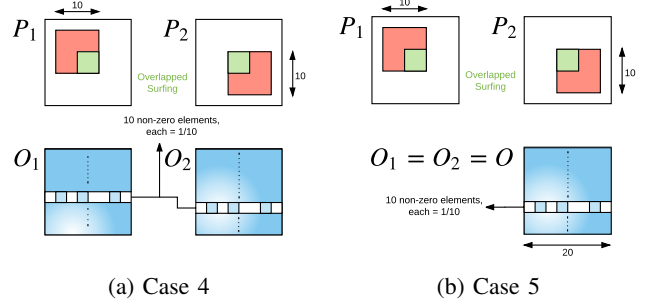 10
P1
P2
10
Overlapped
Surfing
10 non-zero elements,
each = 1/10
O1
O2
(a) Case 4
10
P1
P2
10
Overlapped
Surfing
O1 = O2 = O
10 non-zero elements,
each = 1/10
20
(b) Case 5